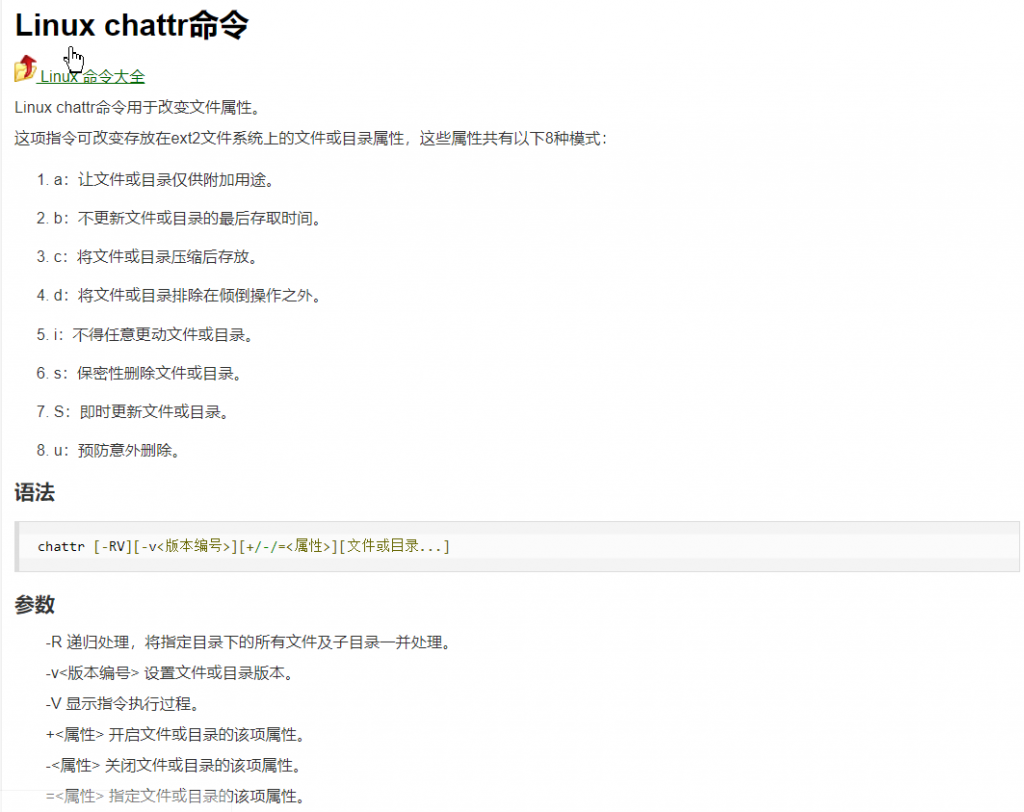 Linux chattr命令
Linux 命令大全
Linux chattr命令用于改变文件属性。
这项指令可改变存放在ext2文件系统上的文件或目录属性，这些属性共有以下8种模式：
1. a：让文件或目录仅供附加用途。
2. b：不更新文件或目录的最后存取时间。
3. c：将文件或目录压缩后存放。
4. d：将文件或目录排除在倾倒操作之外。
5. i：不得任意更动文件或目录。
6. s：保密性删除文件或目录。
7. S：即时更新文件或目录。
8. u：预防意外删除。
语法
chattr [-RV][-v<版本编号>][+/-/=<属性>][文件或目录...]
参数
-R 递归处理，将指定目录下的所有文件及子目录一并处理。
-v<版本编号> 设置文件或目录版本。
-V 显示指令执行过程。
+<属性> 开启文件或目录的该项属性。
-<属性> 关闭文件或目录的该项属性。
=<属性> 指定文件或目录的该项属性。